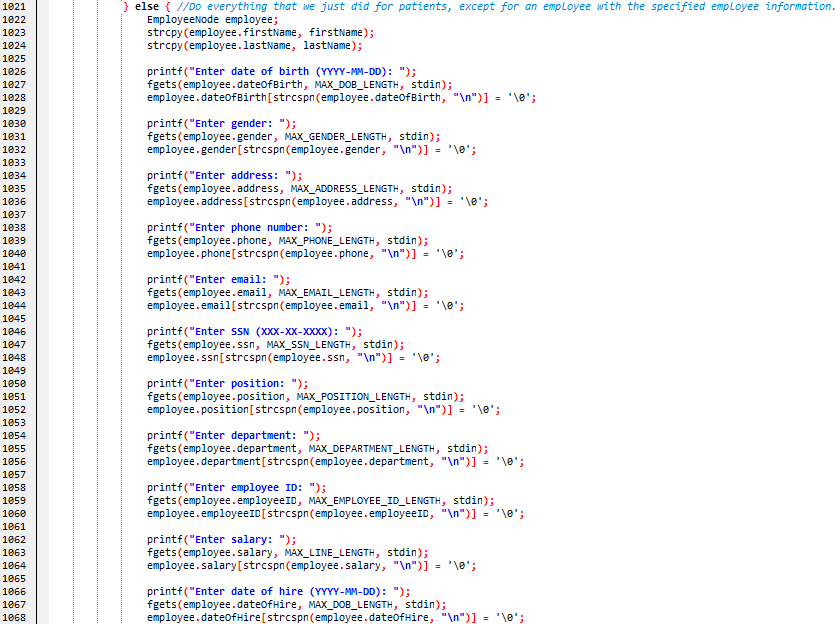 1021 } else { //Do everything that we just did for patients, except for an employee with the specified employee information.
1022 EmployeeNode employee;
1023 strcpy(employee.firstName, firstName);
1024 strcpy(employee.lastName, lastName);
1025
1026 printf("Enter date of birth (YYYY-MM-DD): ");
1027 fgets(employee.dateOfBirth, MAX_DOB_LENGTH, stdin);
1028 employee.dateOfBirth[strcspn(employee.dateOfBirth, "\n")] = '\0';
1029
1030 printf("Enter gender: ");
1031 fgets(employee.gender, MAX_GENDER_LENGTH, stdin);
1032 employee.gender[strcspn(employee.gender, "\n")] = '\0';
1033
1034 printf("Enter address: ");
1035 fgets(employee.address, MAX_ADDRESS_LENGTH, stdin);
1036 employee.address[strcspn(employee.address, "\n")] = '\0';
1037
1038 printf("Enter phone number: ");
1039 fgets(employee.phone, MAX_PHONE_LENGTH, stdin);
1040 employee.phone[strcspn(employee.phone, "\n")] = '\0';
1041
1042 printf("Enter email: ");
1043 fgets(employee.email, MAX_EMAIL_LENGTH, stdin);
1044 employee.email[strcspn(employee.email, "\n")] = '\0';
1045
1046 printf("Enter SSN (XXX-XX-XXXX): ");
1047 fgets(employee.ssn, MAX_SSN_LENGTH, stdin);
1048 employee.ssn[strcspn(employee.ssn, "\n")] = '\0';
1049
1050 printf("Enter position: ");
1051 fgets(employee.position, MAX_POSITION_LENGTH, stdin);
1052 employee.position[strcspn(employee.position, "\n")] = '\0';
1053
1054 printf("Enter department: ");
1055 fgets(employee.department, MAX_DEPARTMENT_LENGTH, stdin);
1056 employee.department[strcspn(employee.department, "\n")] = '\0';
1057
1058 printf("Enter employee ID: ");
1059 fgets(employee.employeeID, MAX_EMPLOYEE_ID_LENGTH, stdin);
1060 employee.employeeID[strcspn(employee.employeeID, "\n")] = '\0';
1061
1062 printf("Enter salary: ");
1063 fgets(employee.salary, MAX_LINE_LENGTH, stdin);
1064 employee.salary[strcspn(employee.salary, "\n")] = '\0';
1065
1066 printf("Enter date of hire (YYYY-MM-DD): ");
1067 fgets(employee.dateOfHire, MAX_DOB_LENGTH, stdin);
1068 employee.dateOfHire[strcspn(employee.dateOfHire, "\n")] = '\0';